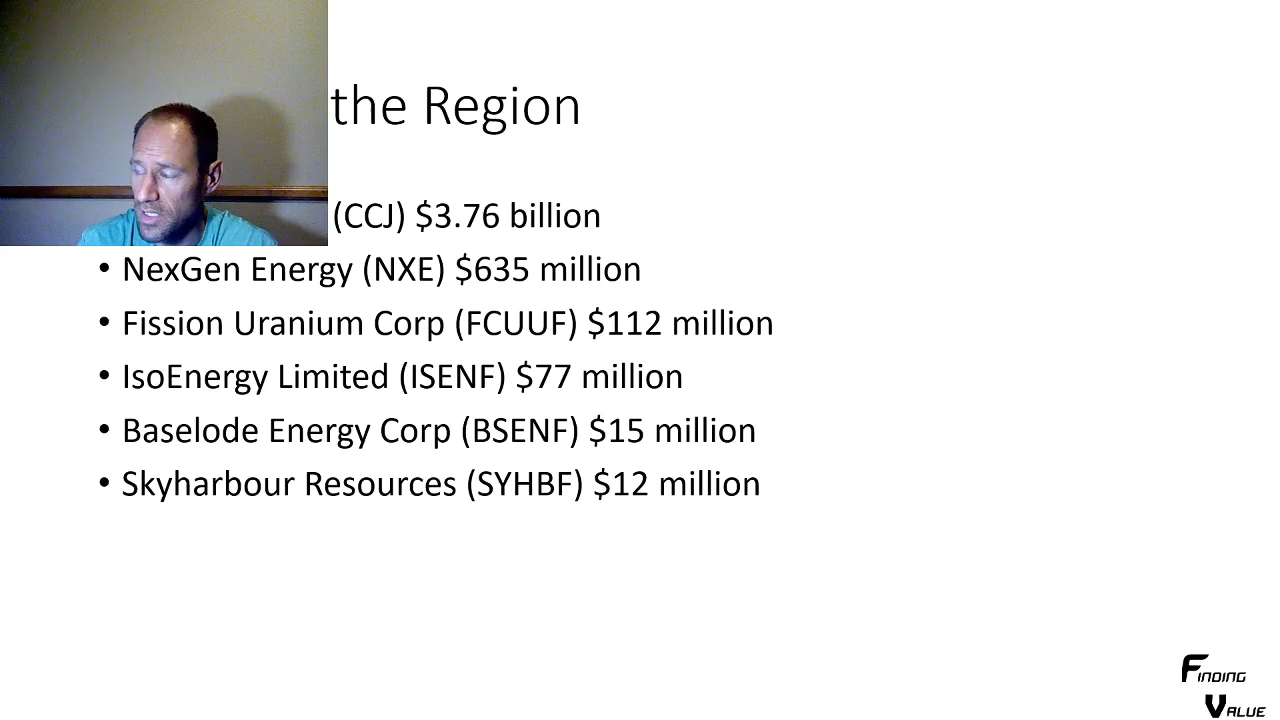 the Region
(CCJ) $3.76 billion
• NexGen Energy (NXE) $635 million
• Fission Uranium Corp (FCUUF) $112 million
• IsoEnergy Limited (ISENF) $77 million
• Baselode Energy Corp (BSENF) $15 million
• Skyharbour Resources (SYHBF) $12 million
Finding
Value